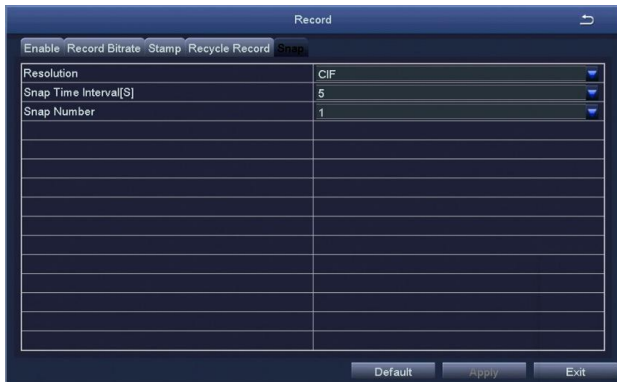 Record
Enable Record Bitrate Stamp Recycle Record Snap
Resolution CIF
Snap Time Interval[S] 5
Snap Number 1
Default Apply Exit